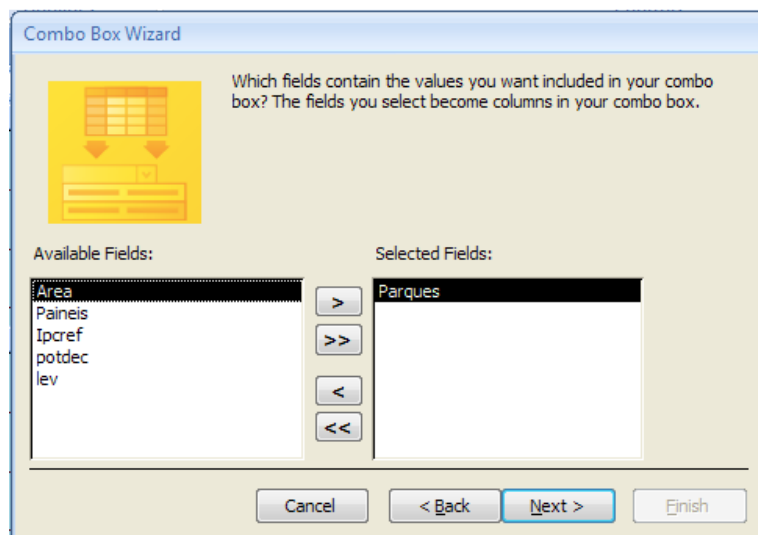 Combo Box Wizard
Which fields contain the values you want included in your combo
box? The fields you select become columns in your combo box.
Available Fields:
Selected Fields:
Area
Paineis
Ipcref
potdec
lev
>
>>
<
<<
Parques
Cancel
< Back
Next >
Finish